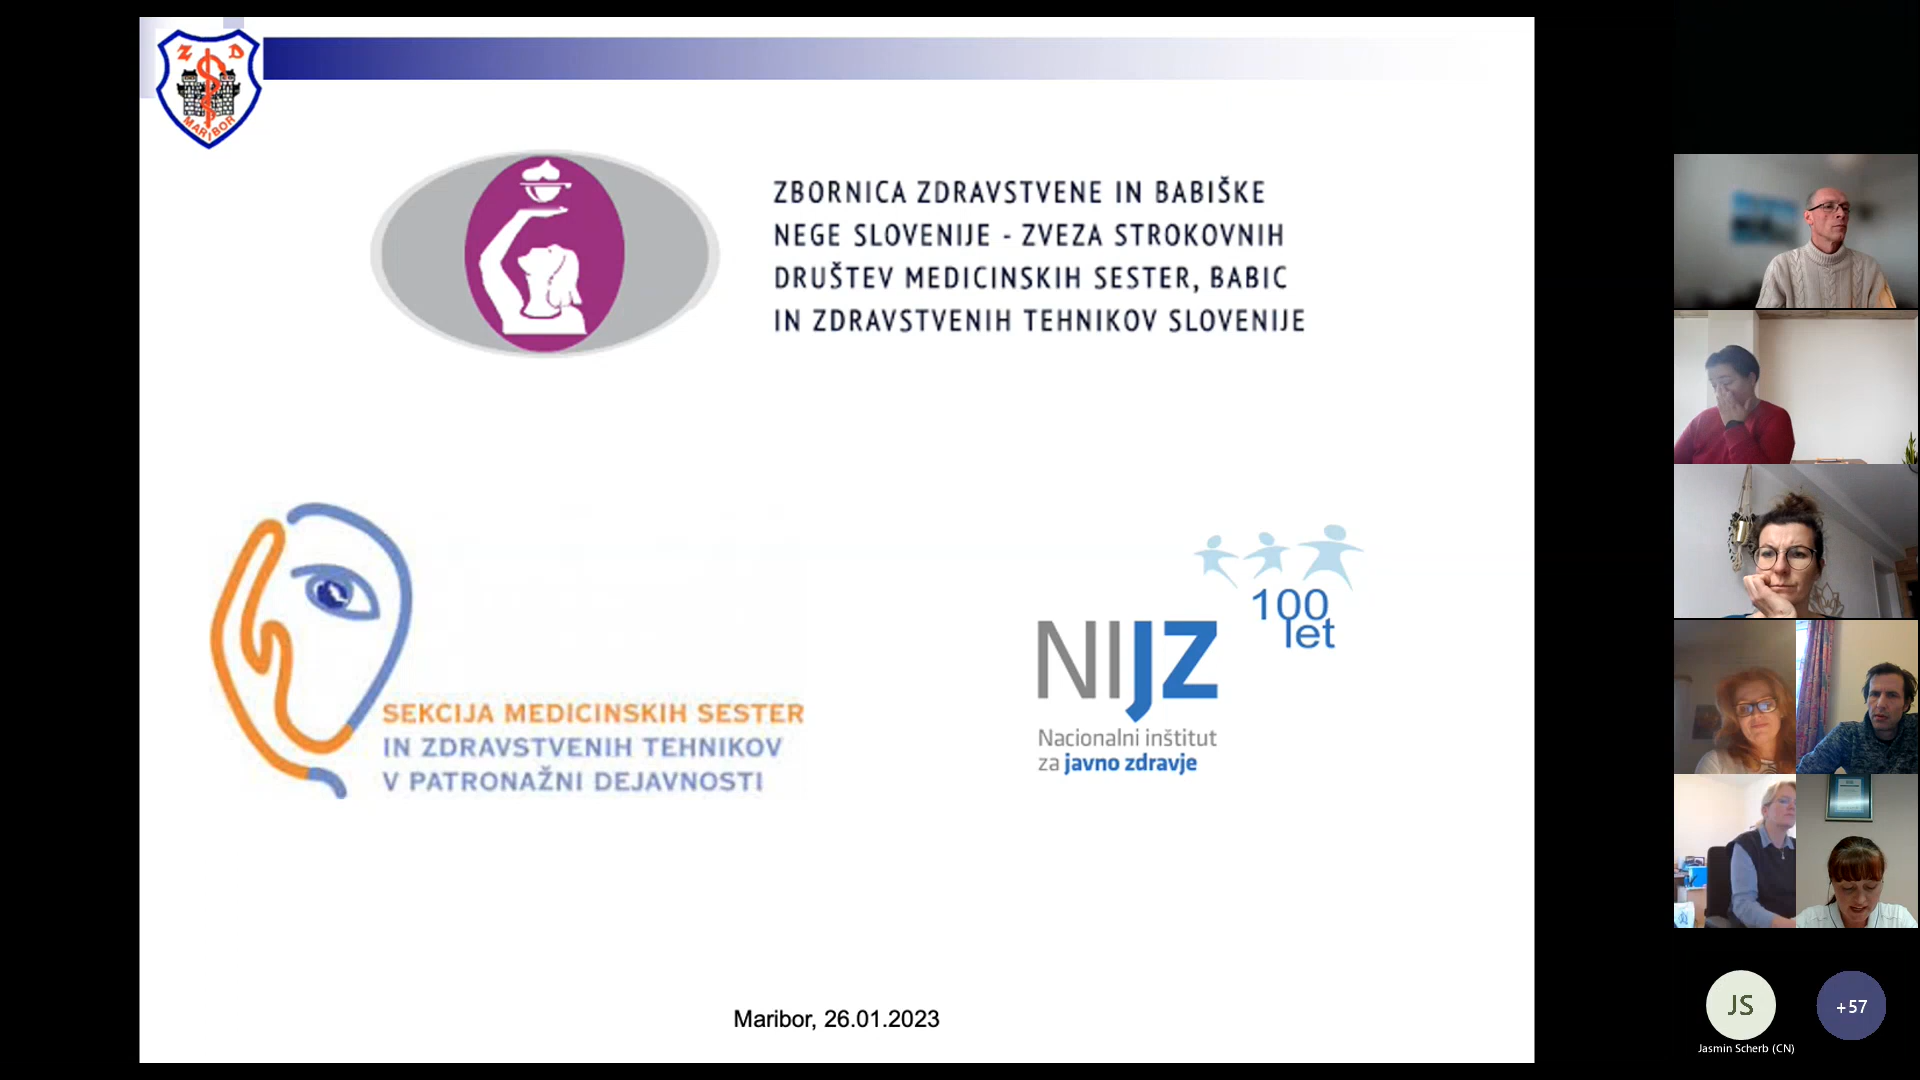 Z D
MARIBOR
ZBORNICA ZDRAVSTVENE IN BABIŠKE
NEGE SLOVENIJE - ZVEZA STROKOVNIH
DRUŠTEV MEDICINSKIH SESTER, BABIC
IN ZDRAVSTVENIH TEHNIKOV SLOVENIJE
SEKCIJA MEDICINSKIH SESTER
IN ZDRAVSTVENIH TEHNIKOV
V PATRONAŽNI DEJAVNOSTI
100
let
NIJZ
Nacionalni inštitut
za javno zdravje
Maribor, 26.01.2023
JS
+57
Jasmin Scherb (CN)